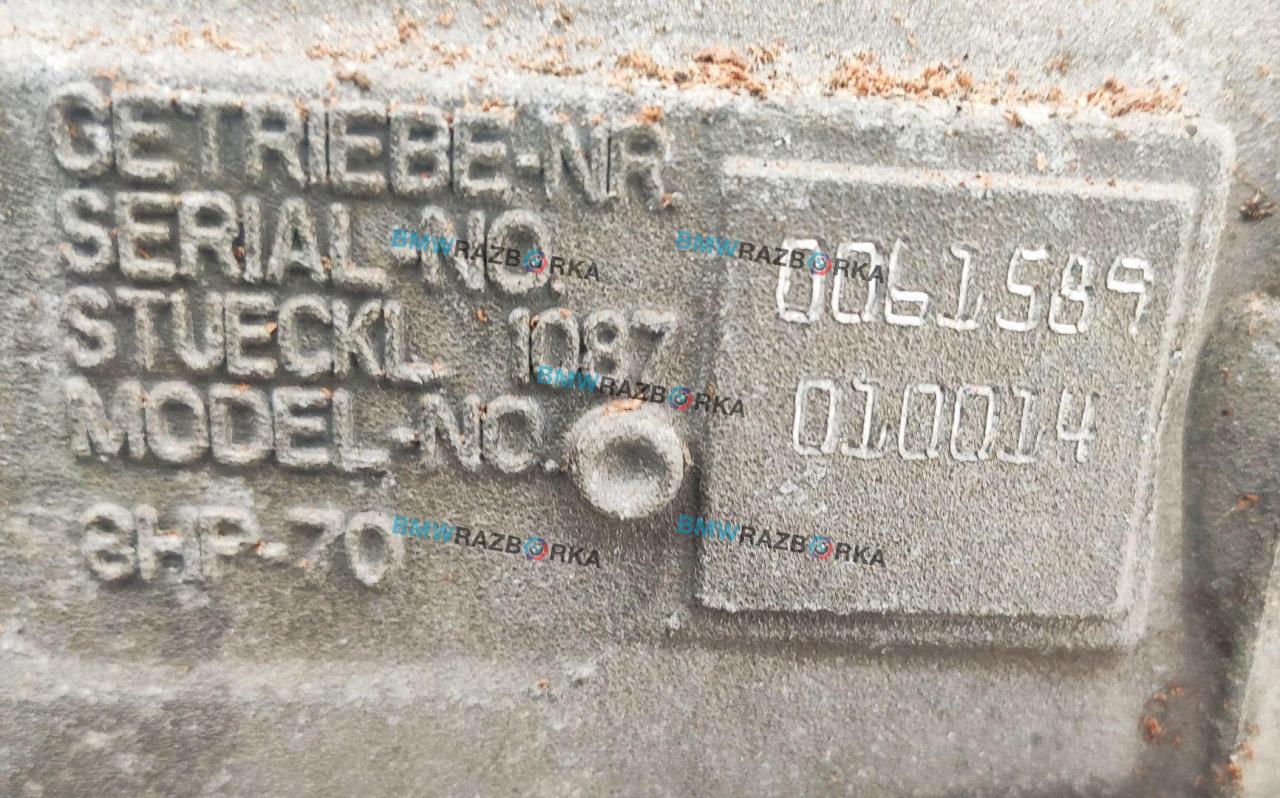 GETRIEBE-NR.
SERIAL-NO. 0061589
STUECKL. 1087
MODEL-NO. 010014
8HP-70
BMWRAZBORKA
BMWRAZBORKA
BMWRAZBORKA
BMWRAZBORKA
BMWRAZBORKA